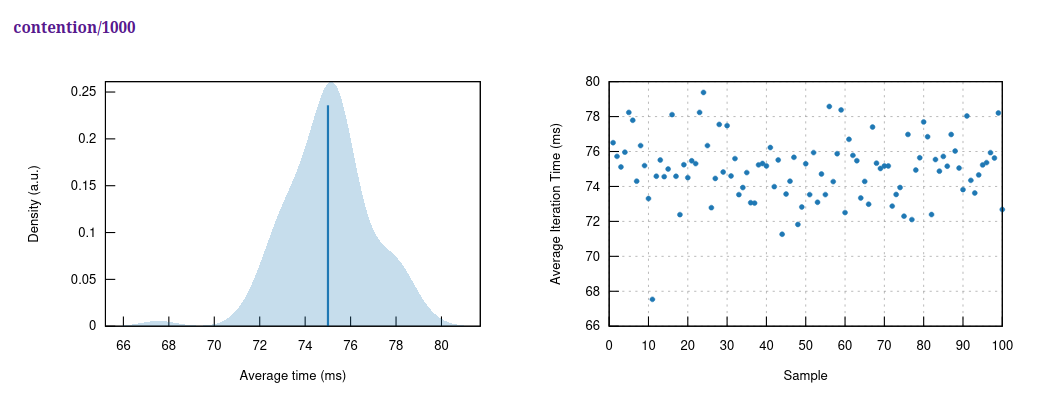 contention/1000
0.25
0.2
0.15
0.1
0.05
0
Density (a.u.)
66 68 70 72 74 76 78 80
Average time (ms)
80
78
76
74
72
70
68
66
Average Iteration Time (ms)
0 10 20 30 40 50 60 70 80 90 100
Sample